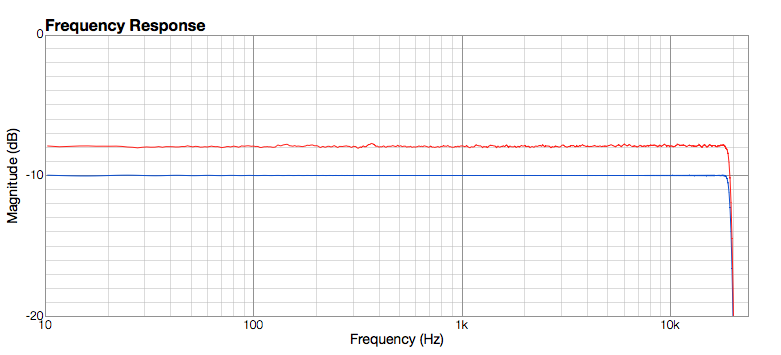 Frequency Response
0
-10
-20
Magnitude (dB)
10
100
1k
10k
Frequency (Hz)